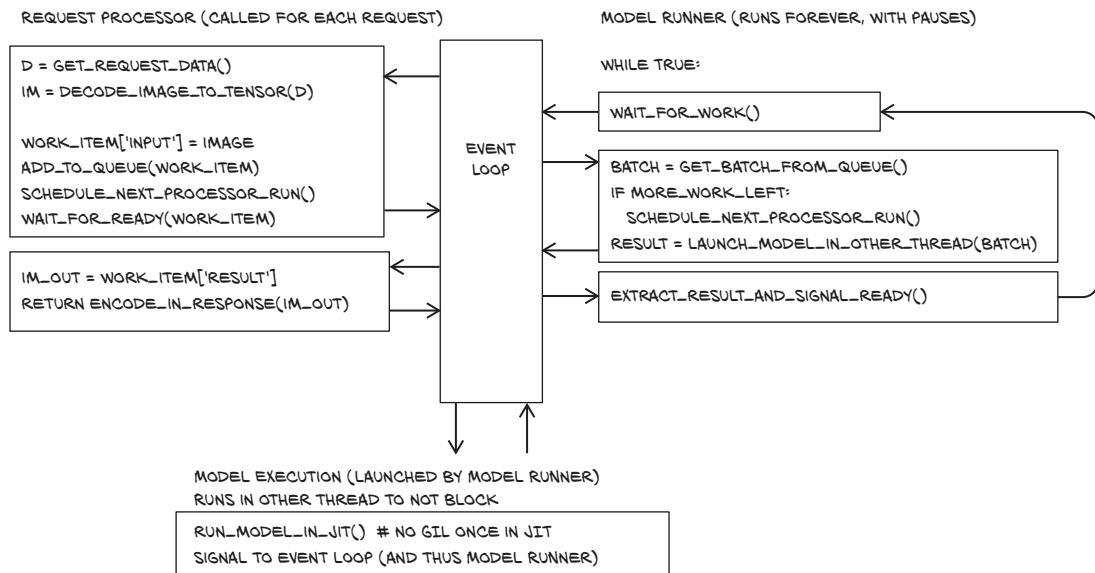 REQUEST PROCESSOR (CALLED FOR EACH REQUEST)
D = GET_REQUEST_DATA()
IM = DECODE_IMAGE_TO_TENSOR(D)
WORK_ITEM['INPUT'] = IMAGE
ADD_TO_QUEUE(WORK_ITEM)
SCHEDULE_NEXT_PROCESSOR_RUN()
WAIT_FOR_READY(WORK_ITEM)
IM_OUT = WORK_ITEM['RESULT']
RETURN ENCODE_IN_RESPONSE(IM_OUT)
EVENT
LOOP
MODEL RUNNER (RUNS FOREVER, WITH PAUSES)
WHILE TRUE:
WAIT_FOR_WORK()
BATCH = GET_BATCH_FROM_QUEUE()
IF MORE_WORK_LEFT:
SCHEDULE_NEXT_PROCESSOR_RUN()
RESULT = LAUNCH_MODEL_IN_OTHER_THREAD(BATCH)
EXTRACT_RESULT_AND_SIGNAL_READY()
MODEL EXECUTION (LAUNCHED BY MODEL RUNNER)
RUNS IN OTHER THREAD TO NOT BLOCK
RUN_MODEL_IN_JIT() # NO GIL ONCE IN JIT
SIGNAL TO EVENT LOOP (AND THUS MODEL RUNNER)